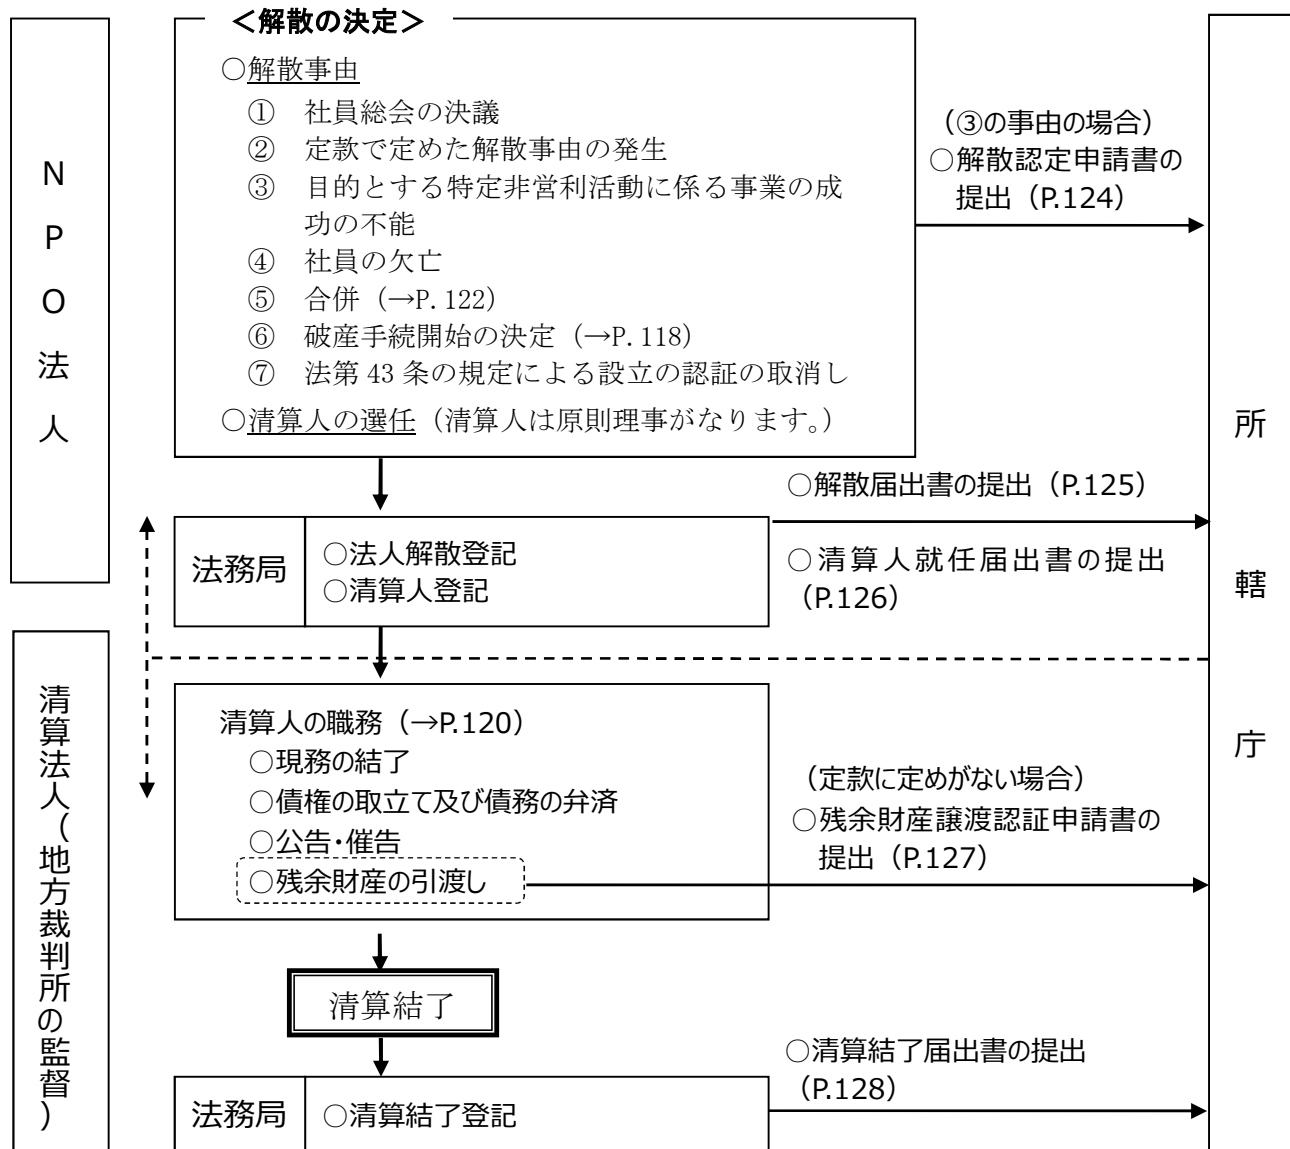 NPO法人
＜解散の決定＞
○解散事由
① 社員総会の決議
② 定款で定めた解散事由の発生
③ 目的とする特定非営利活動に係る事業の成
功の不能
④ 社員の欠亡
⑤ 合併（→P.122）
⑥ 破産手続開始の決定（→P.118）
⑦ 法第 43 条の規定による設立の認証の取消し
○清算人の選任（清算人は原則理事がなります。）
（③の事由の場合）
○解散認定申請書の
提出（P.124）
所轄庁
法務局
○法人解散登記
○清算人登記
○解散届出書の提出（P.125）
○清算人就任届出書の提出
（P.126）
清算法人（地方裁判所の監督）
清算人の職務（→P.120）
○現務の結了
○債権の取立て及び債務の弁済
○公告・催告
○残余財産の引渡し
（定款に定めがない場合）
○残余財産譲渡認証申請書の
提出（P.127）
清算結了
法務局
○清算結了登記
○清算結了届出書の提出
（P.128）